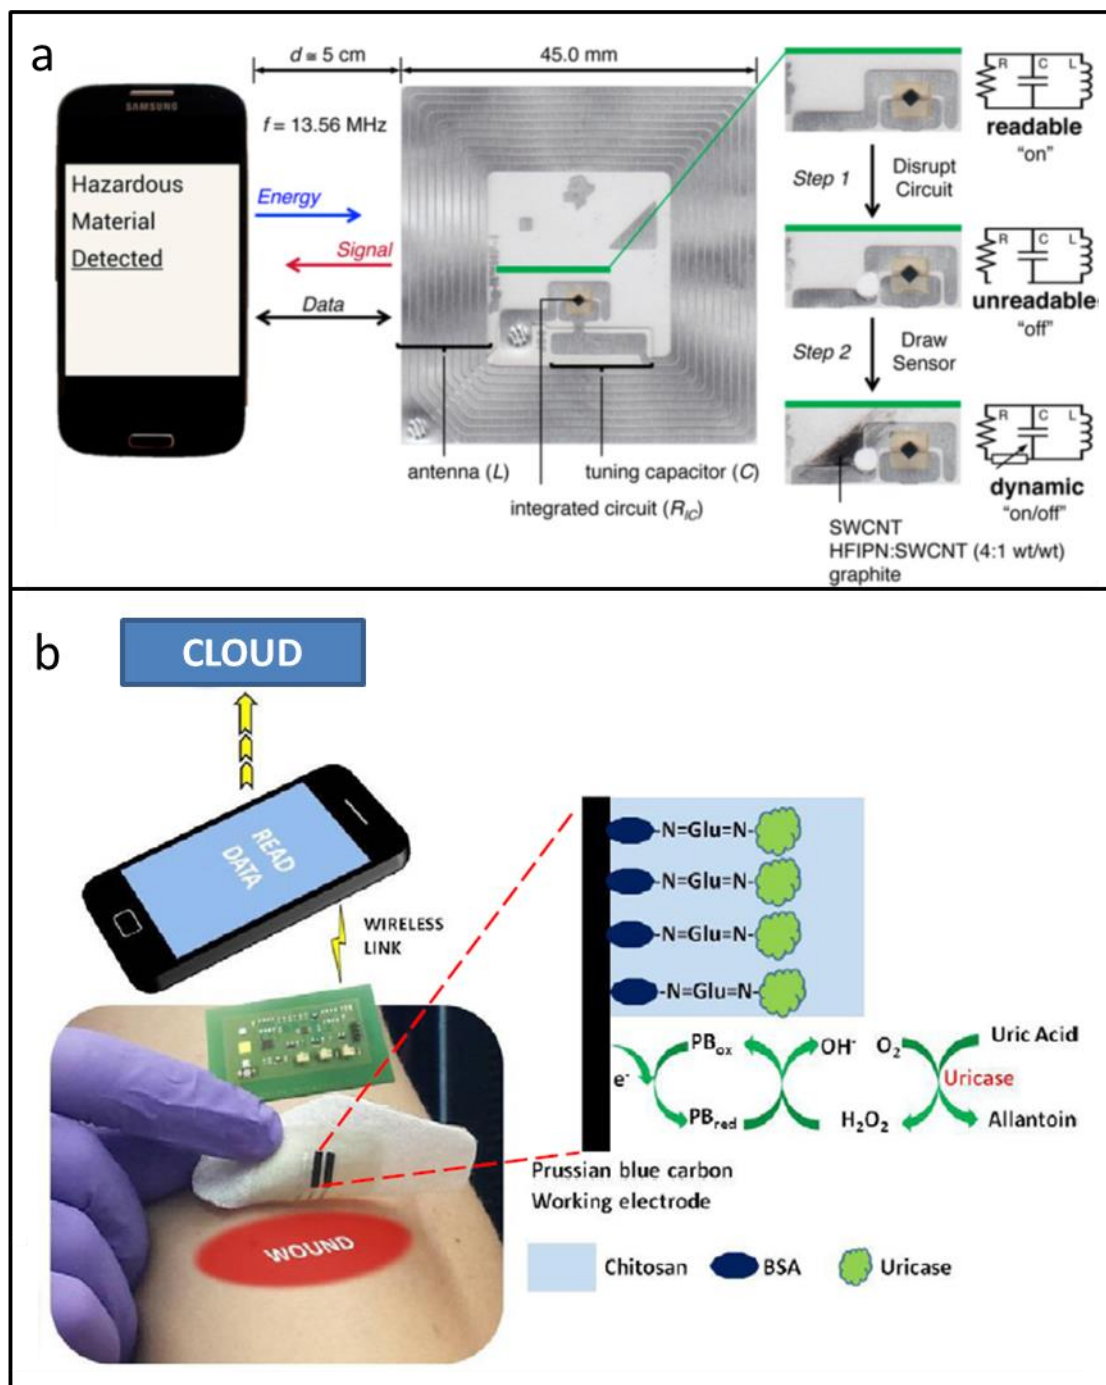 a
d ≅ 5 cm
45.0 mm
SAMSUNG
f = 13.56 MHz
Hazardous
Material
Detected
Energy
Signal
Data
antenna (L)
tuning capacitor (C)
integrated circuit (R_IC)
R C L
readable
"on"
Step 1
Disrupt
Circuit
R C L
unreadable
"off"
Step 2
Draw
Sensor
R C L
dynamic
"on/off"
SWCNT
HFIPN:SWCNT (4:1 wt/wt)
graphite
b
CLOUD
READ
DATA
WIRELESS
LINK
WOUND
-N=Glu=N-
-N=Glu=N-
-N=Glu=N-
-N=Glu=N-
e⁻ PBox OH⁻ O₂ Uric Acid
Uricase
PBred H₂O₂ Allantoin
Prussian blue carbon
Working electrode
Chitosan BSA Uricase